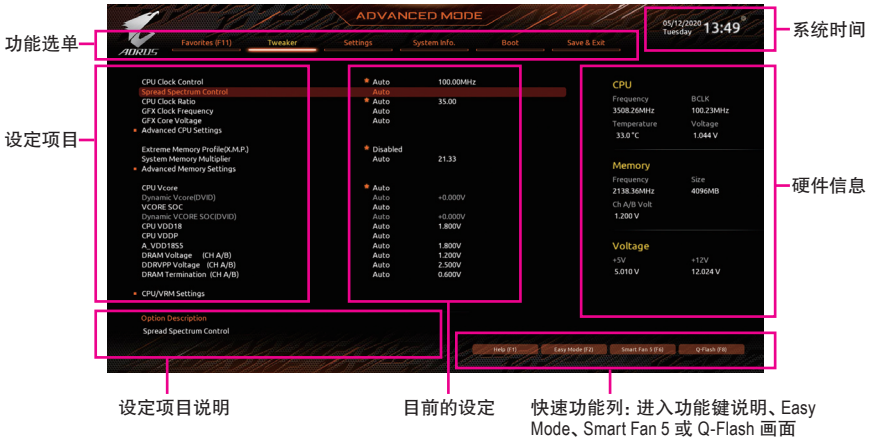 ADVANCED MODE
05/12/2020
Tuesday
13:49
系统时间
功能选单
AORUS
Favorites (F11)
Tweaker
Settings
System Info.
Boot
Save & Exit
设定项目
CPU Clock Control
Auto
100.00MHz
Spread Spectrum Control
Auto
CPU Clock Ratio
Auto
35.00
GFX Clock Frequency
Auto
GFX Core Voltage
Auto
Advanced CPU Settings
Extreme Memory Profile(X.M.P.)
Disabled
System Memory Multiplier
Auto
21.33
Advanced Memory Settings
CPU Vcore
Auto
Dynamic Vcore(DVID)
Auto
+0.000V
VCORE SOC
Auto
Dynamic VCORE SOC(DVID)
Auto
+0.000V
CPU VDD18
Auto
1.800V
CPU VDDP
Auto
A_VDD18S5
Auto
1.800V
DRAM Voltage (CH A/B)
Auto
1.200V
DDRVPP Voltage (CH A/B)
Auto
2.500V
DRAM Termination (CH A/B)
Auto
0.600V
CPU/VRM Settings
CPU
Frequency
BCLK
3508.26MHz
100.23MHz
Temperature
Voltage
33.0 °C
1.044 V
Memory
Frequency
Size
2138.36MHz
4096MB
Ch A/B Volt
1.200 V
Voltage
+5V
+12V
5.010 V
12.024 V
硬件信息
Option Description
Spread Spectrum Control
Help (F1)
Easy Mode (F2)
Smart Fan 5 (F6)
Q-Flash (F8)
设定项目说明
目前的设定
快速功能列: 进入功能键说明、Easy
Mode、Smart Fan 5 或 Q-Flash 画面